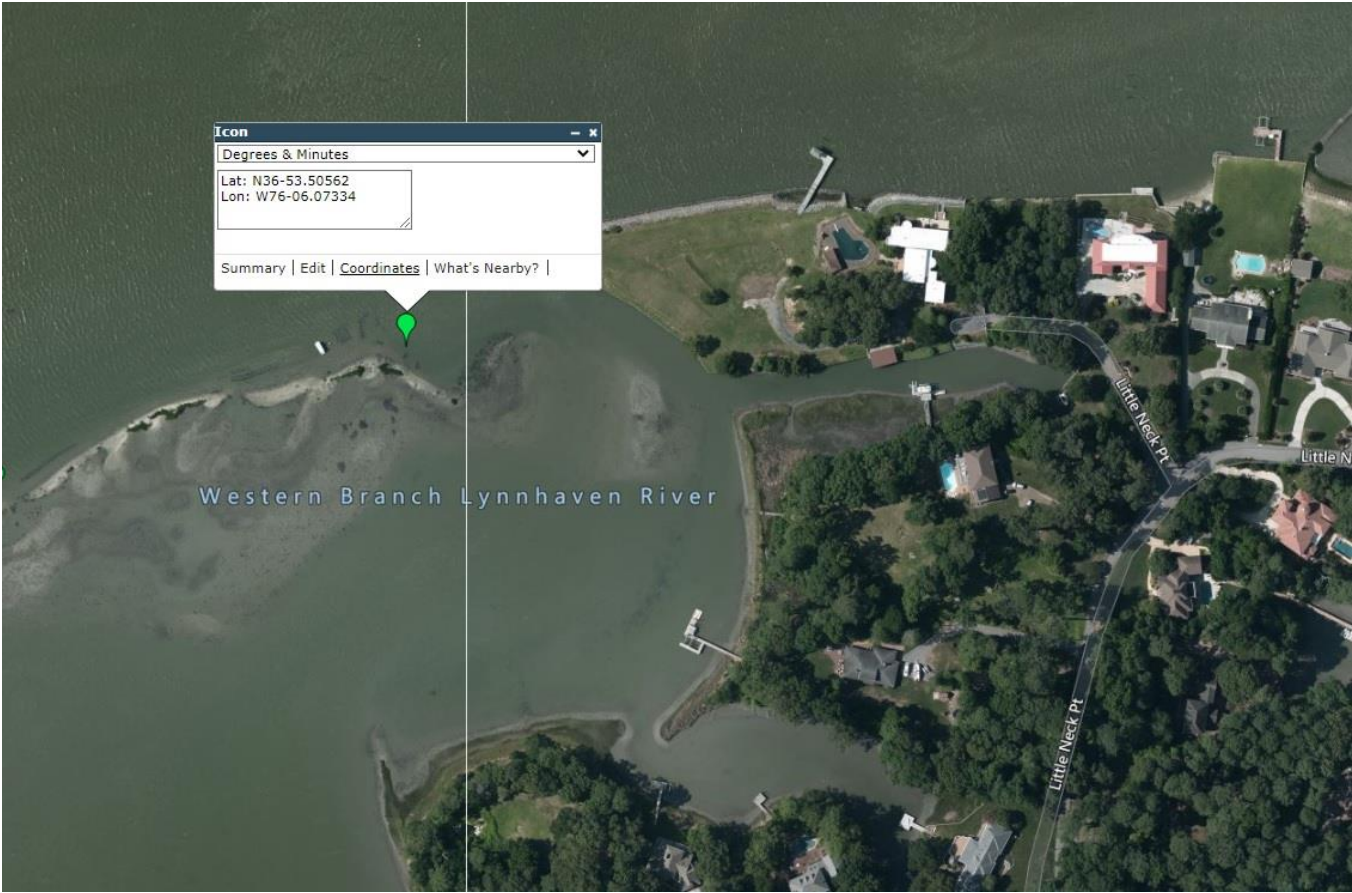 Icon
Degrees & Minutes
Lat: N36-53.50562
Lon: W76-06.07334
Summary | Edit | Coordinates | What's Nearby? |
Little Neck Pt
Little N
Western Branch Lynnhaven River
Little Neck Pt